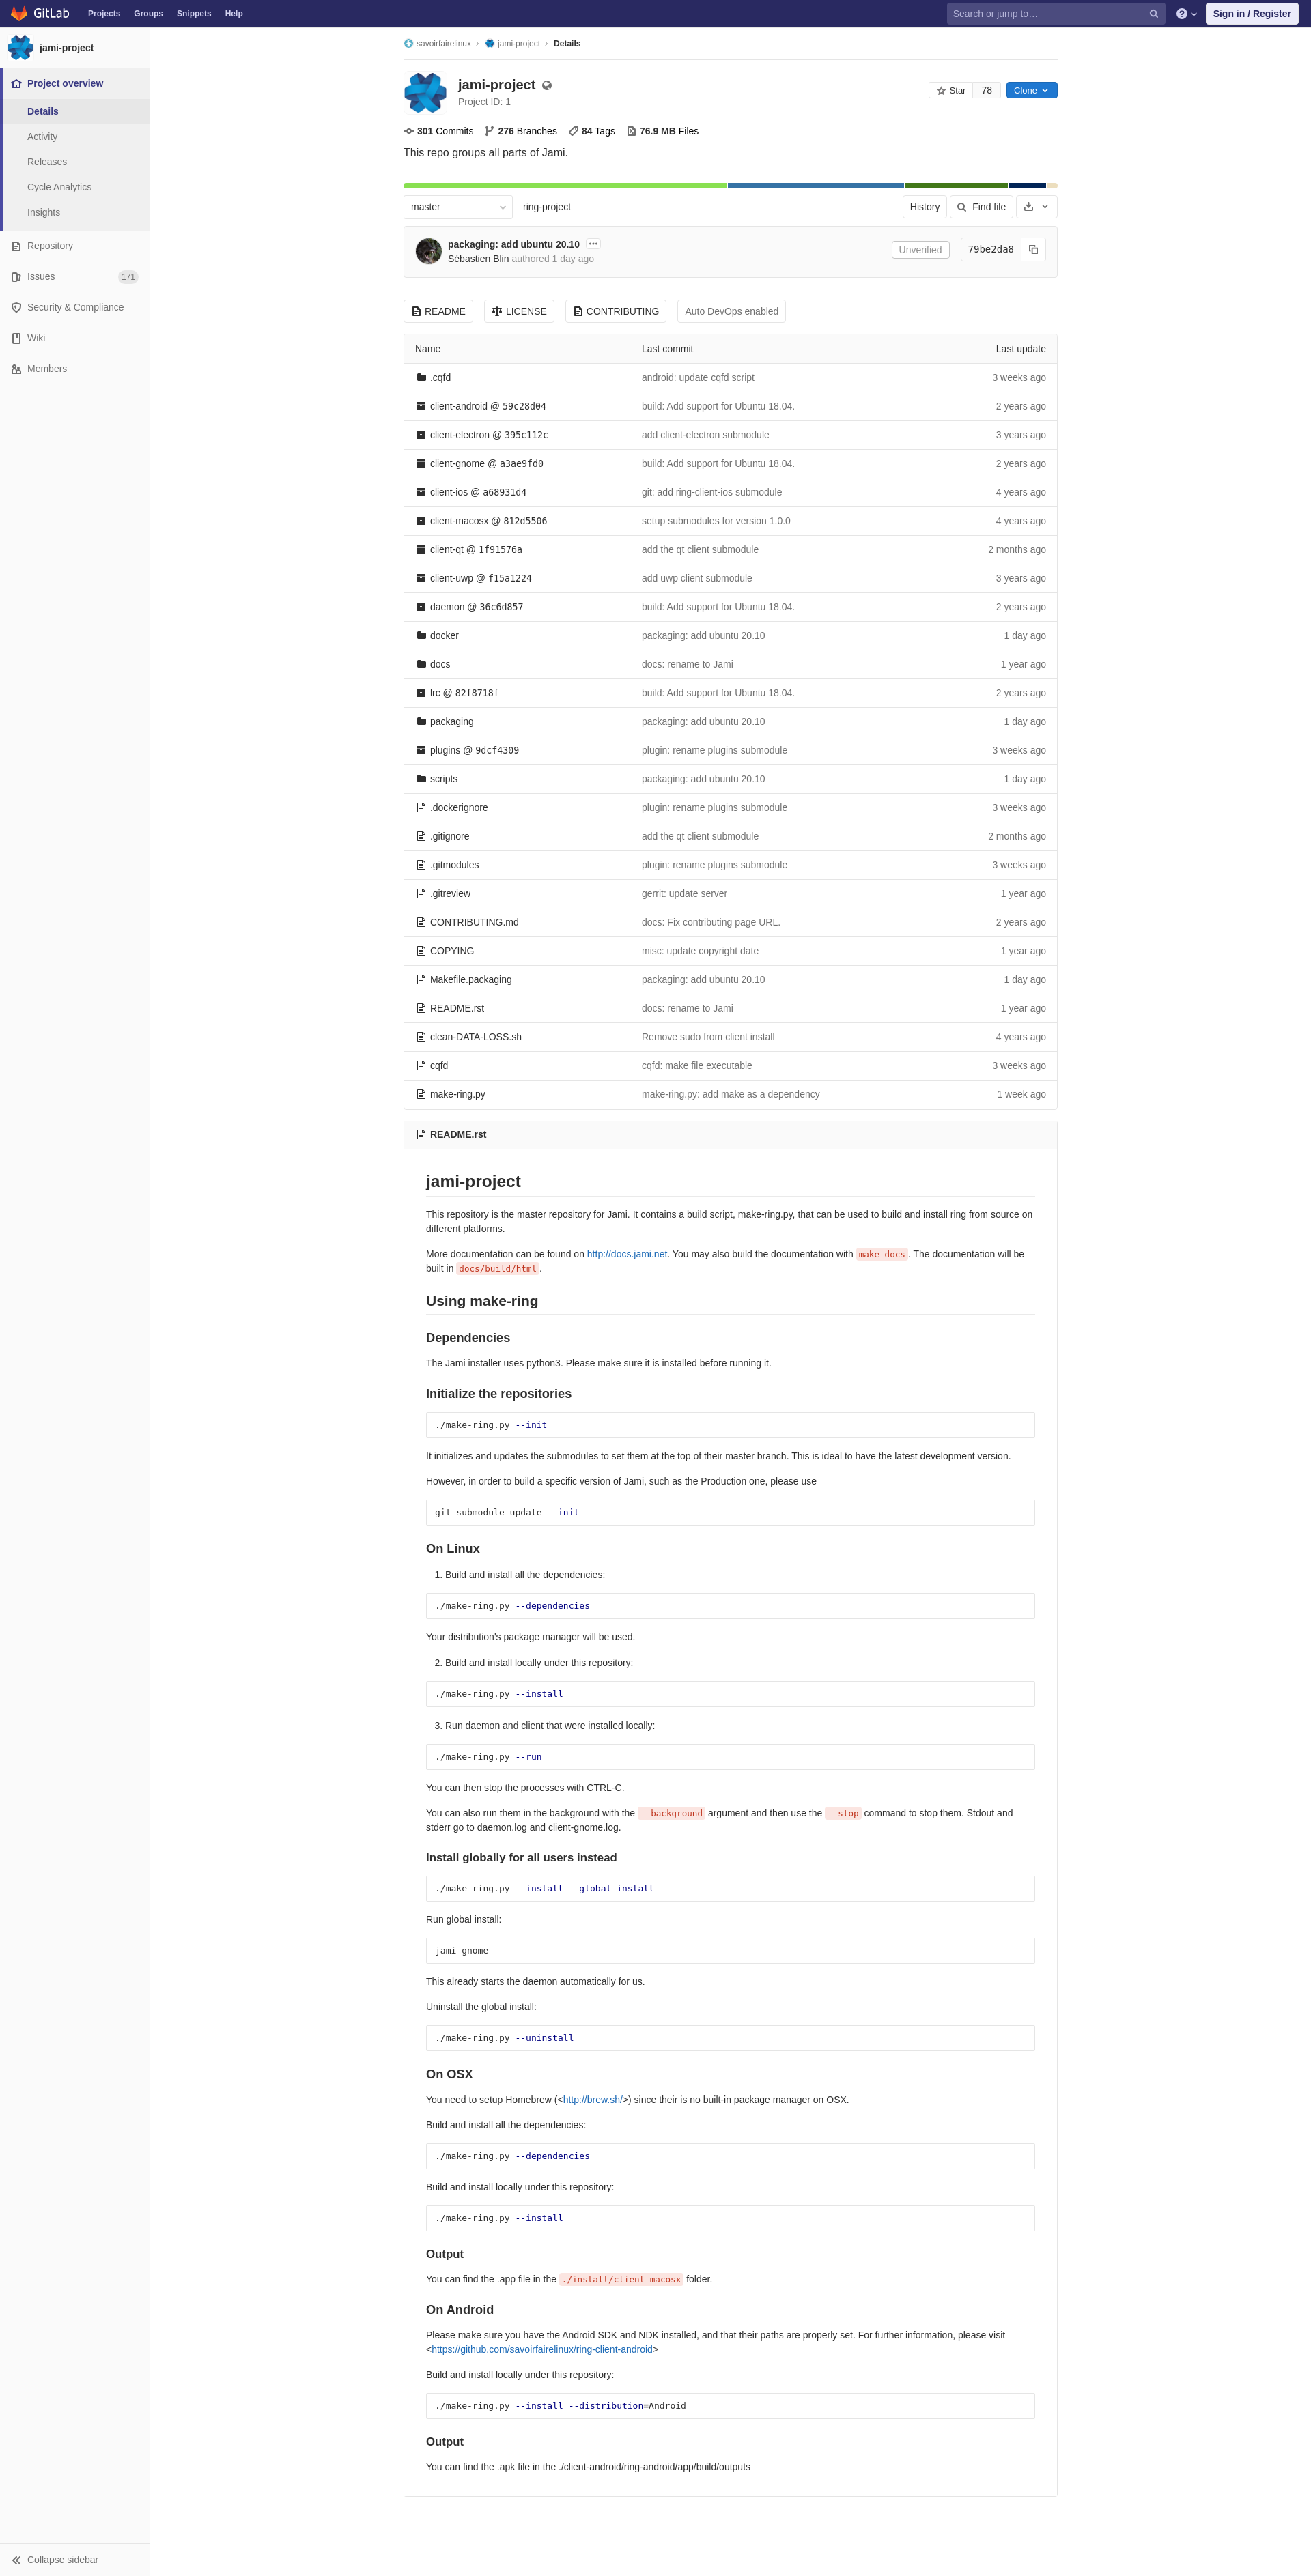 GitLab Projects Groups Snippets Help Search or jump to… Sign in / Register
jami-project
Project overview
Details
Activity
Releases
Cycle Analytics
Insights
Repository
Issues 171
Security & Compliance
Wiki
Members
Collapse sidebar
savoirfairelinux › jami-project › Details
jami-project
Project ID: 1
Star 78 Clone
301 Commits 276 Branches 84 Tags 76.9 MB Files
This repo groups all parts of Jami.
master ring-project History Find file
packaging: add ubuntu 20.10
Sébastien Blin authored 1 day ago
Unverified 79be2da8
README LICENSE CONTRIBUTING Auto DevOps enabled
Name Last commit Last update
.cqfd android: update cqfd script 3 weeks ago
client-android @ 59c28d04 build: Add support for Ubuntu 18.04. 2 years ago
client-electron @ 395c112c add client-electron submodule 3 years ago
client-gnome @ a3ae9fd0 build: Add support for Ubuntu 18.04. 2 years ago
client-ios @ a68931d4 git: add ring-client-ios submodule 4 years ago
client-macosx @ 812d5506 setup submodules for version 1.0.0 4 years ago
client-qt @ 1f91576a add the qt client submodule 2 months ago
client-uwp @ f15a1224 add uwp client submodule 3 years ago
daemon @ 36c6d857 build: Add support for Ubuntu 18.04. 2 years ago
docker packaging: add ubuntu 20.10 1 day ago
docs docs: rename to Jami 1 year ago
lrc @ 82f8718f build: Add support for Ubuntu 18.04. 2 years ago
packaging packaging: add ubuntu 20.10 1 day ago
plugins @ 9dcf4309 plugin: rename plugins submodule 3 weeks ago
scripts packaging: add ubuntu 20.10 1 day ago
.dockerignore plugin: rename plugins submodule 3 weeks ago
.gitignore add the qt client submodule 2 months ago
.gitmodules plugin: rename plugins submodule 3 weeks ago
.gitreview gerrit: update server 1 year ago
CONTRIBUTING.md docs: Fix contributing page URL. 2 years ago
COPYING misc: update copyright date 1 year ago
Makefile.packaging packaging: add ubuntu 20.10 1 day ago
README.rst docs: rename to Jami 1 year ago
clean-DATA-LOSS.sh Remove sudo from client install 4 years ago
cqfd cqfd: make file executable 3 weeks ago
make-ring.py make-ring.py: add make as a dependency 1 week ago
README.rst
jami-project
This repository is the master repository for Jami. It contains a build script, make-ring.py, that can be used to build and install ring from source on
different platforms.
More documentation can be found on http://docs.jami.net. You may also build the documentation with make docs. The documentation will be
built in docs/build/html.
Using make-ring
Dependencies
The Jami installer uses python3. Please make sure it is installed before running it.
Initialize the repositories
./make-ring.py --init
It initializes and updates the submodules to set them at the top of their master branch. This is ideal to have the latest development version.
However, in order to build a specific version of Jami, such as the Production one, please use
git submodule update --init
On Linux
1. Build and install all the dependencies:
./make-ring.py --dependencies
Your distribution's package manager will be used.
2. Build and install locally under this repository:
./make-ring.py --install
3. Run daemon and client that were installed locally:
./make-ring.py --run
You can then stop the processes with CTRL-C.
You can also run them in the background with the --background argument and then use the --stop command to stop them. Stdout and
stderr go to daemon.log and client-gnome.log.
Install globally for all users instead
./make-ring.py --install --global-install
Run global install:
jami-gnome
This already starts the daemon automatically for us.
Uninstall the global install:
./make-ring.py --uninstall
On OSX
You need to setup Homebrew (<http://brew.sh/>) since their is no built-in package manager on OSX.
Build and install all the dependencies:
./make-ring.py --dependencies
Build and install locally under this repository:
./make-ring.py --install
Output
You can find the .app file in the ./install/client-macosx folder.
On Android
Please make sure you have the Android SDK and NDK installed, and that their paths are properly set. For further information, please visit
<https://github.com/savoirfairelinux/ring-client-android>
Build and install locally under this repository:
./make-ring.py --install --distribution=Android
Output
You can find the .apk file in the ./client-android/ring-android/app/build/outputs